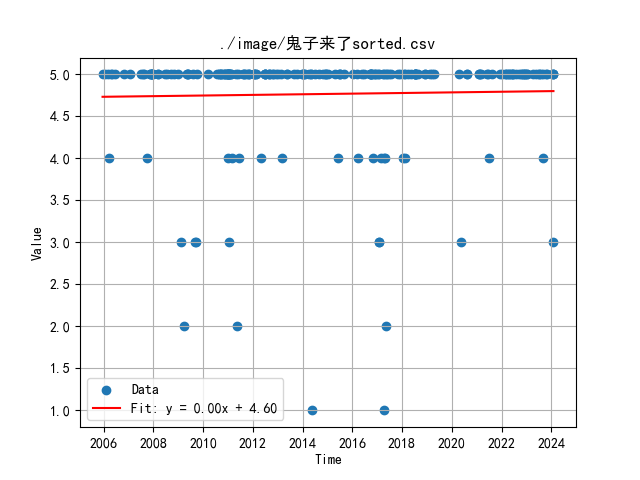 ./image/鬼子来了sorted.csv
5.0
4.5
4.0
3.5
3.0
2.5
2.0
1.5
1.0
Value
Data
Fit: y = 0.00x + 4.60
2006 2008 2010 2012 2014 2016 2018 2020 2022 2024
Time